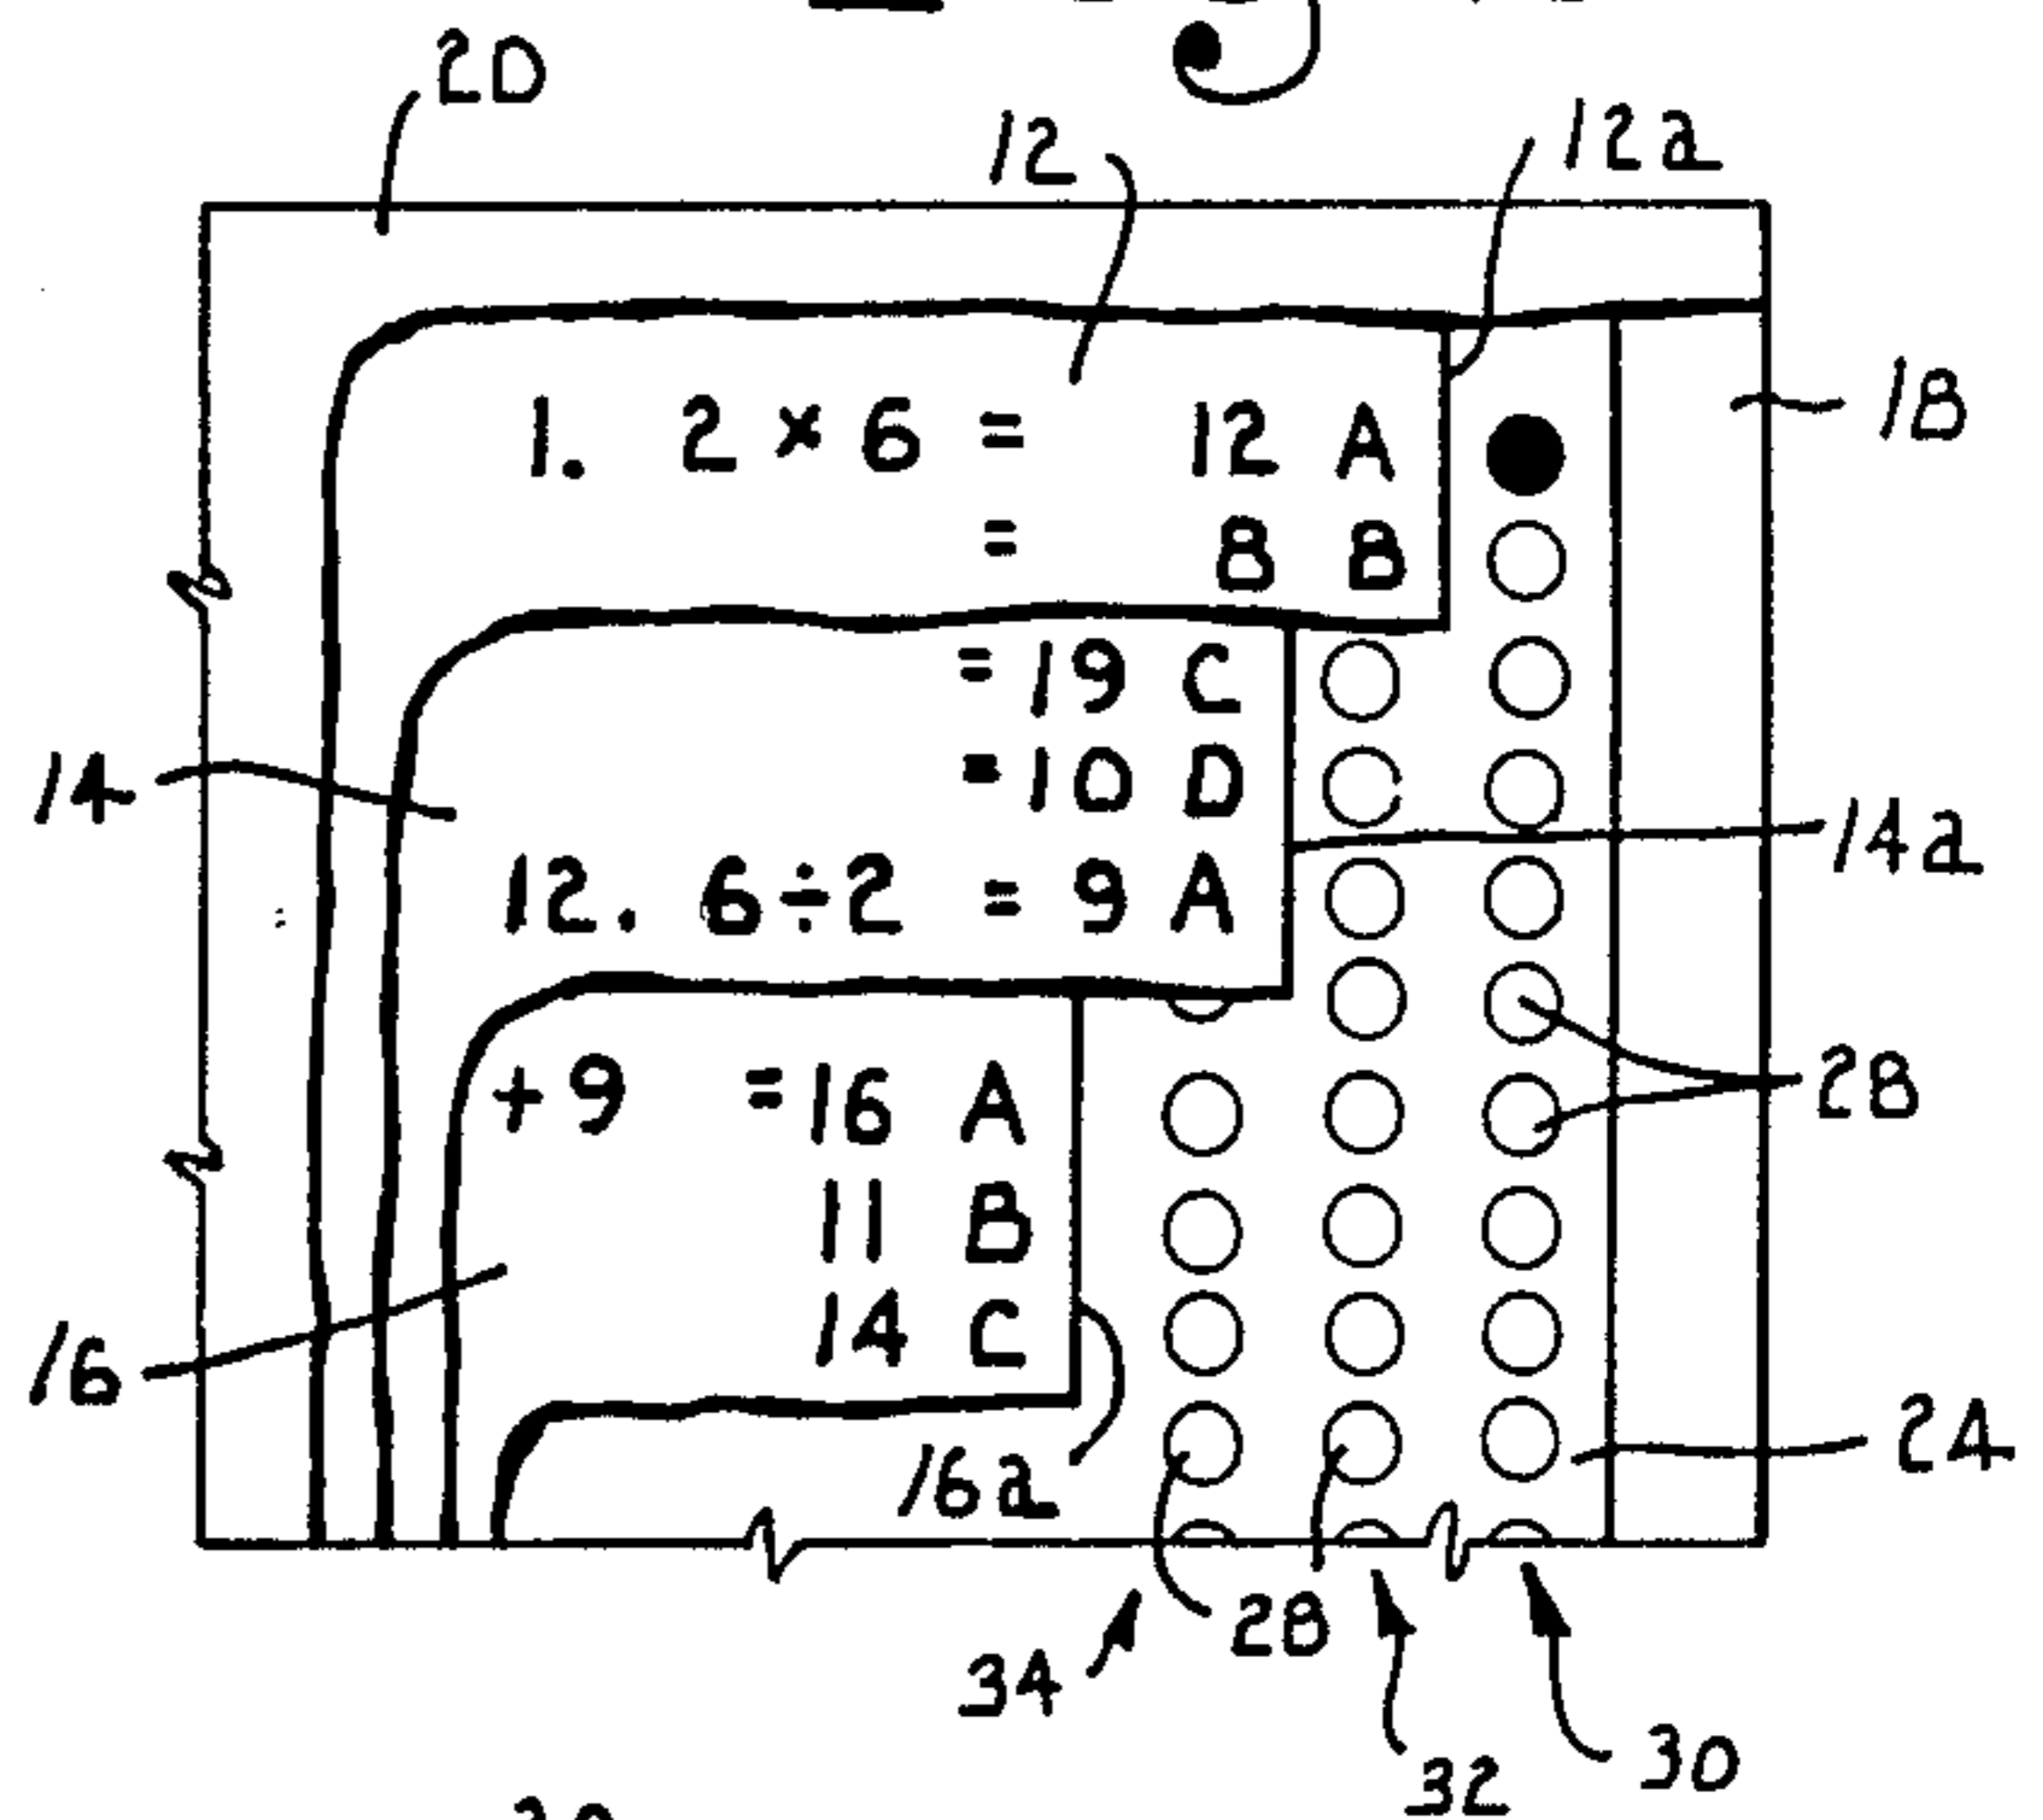 20
12
12a
18
1. 2 × 6 = 12 A
= 8 B
= 19 C
14
= 10 D
14a
12. 6 ÷ 2 = 9 A
28
+ 9 = 16 A
11 B
16
14 C
24
16a
28
34
32
30